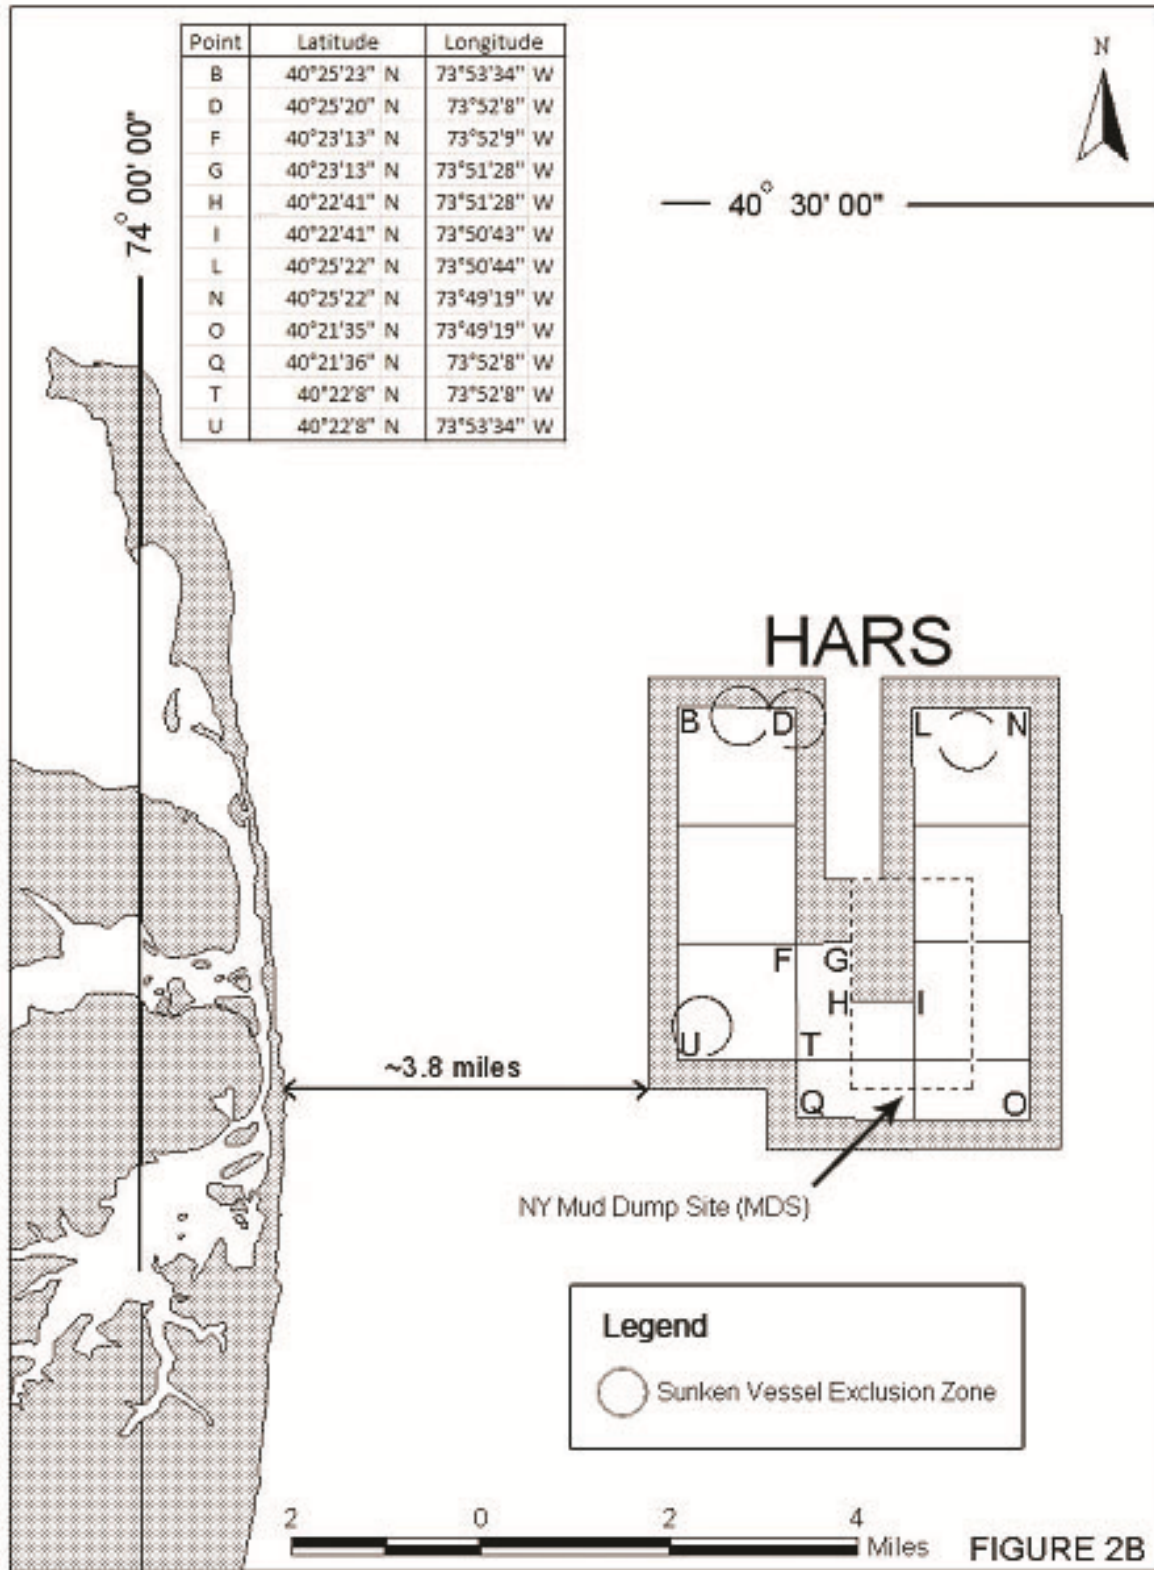 Point Latitude Longitude
B 40°25'23" N 73°53'34" W
D 40°25'20" N 73°52'8" W
F 40°23'13" N 73°52'9" W
G 40°23'13" N 73°51'28" W
H 40°22'41" N 73°51'28" W
I 40°22'41" N 73°50'43" W
L 40°25'22" N 73°50'44" W
N 40°25'22" N 73°49'19" W
O 40°21'35" N 73°49'19" W
Q 40°21'36" N 73°52'8" W
T 40°22'8" N 73°52'8" W
U 40°22'8" N 73°53'34" W
N
74° 00' 00"
40° 30' 00"
HARS
B D L N
F G
H I
U T
~3.8 miles
Q O
NY Mud Dump Site (MDS)
Legend
Sunken Vessel Exclusion Zone
2 0 2 4
Miles
FIGURE 2B